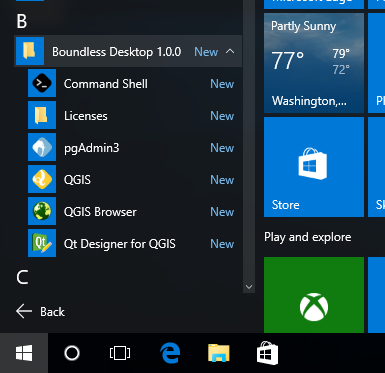 B
Boundless Desktop 1.0.0 New
Command Shell New
Licenses New
pgAdmin3 New
QGIS New
QGIS Browser New
Qt Designer for QGIS New
C
Back
Partly Sunny
77° 79°
72°
Washington,...
Store
Play and explore